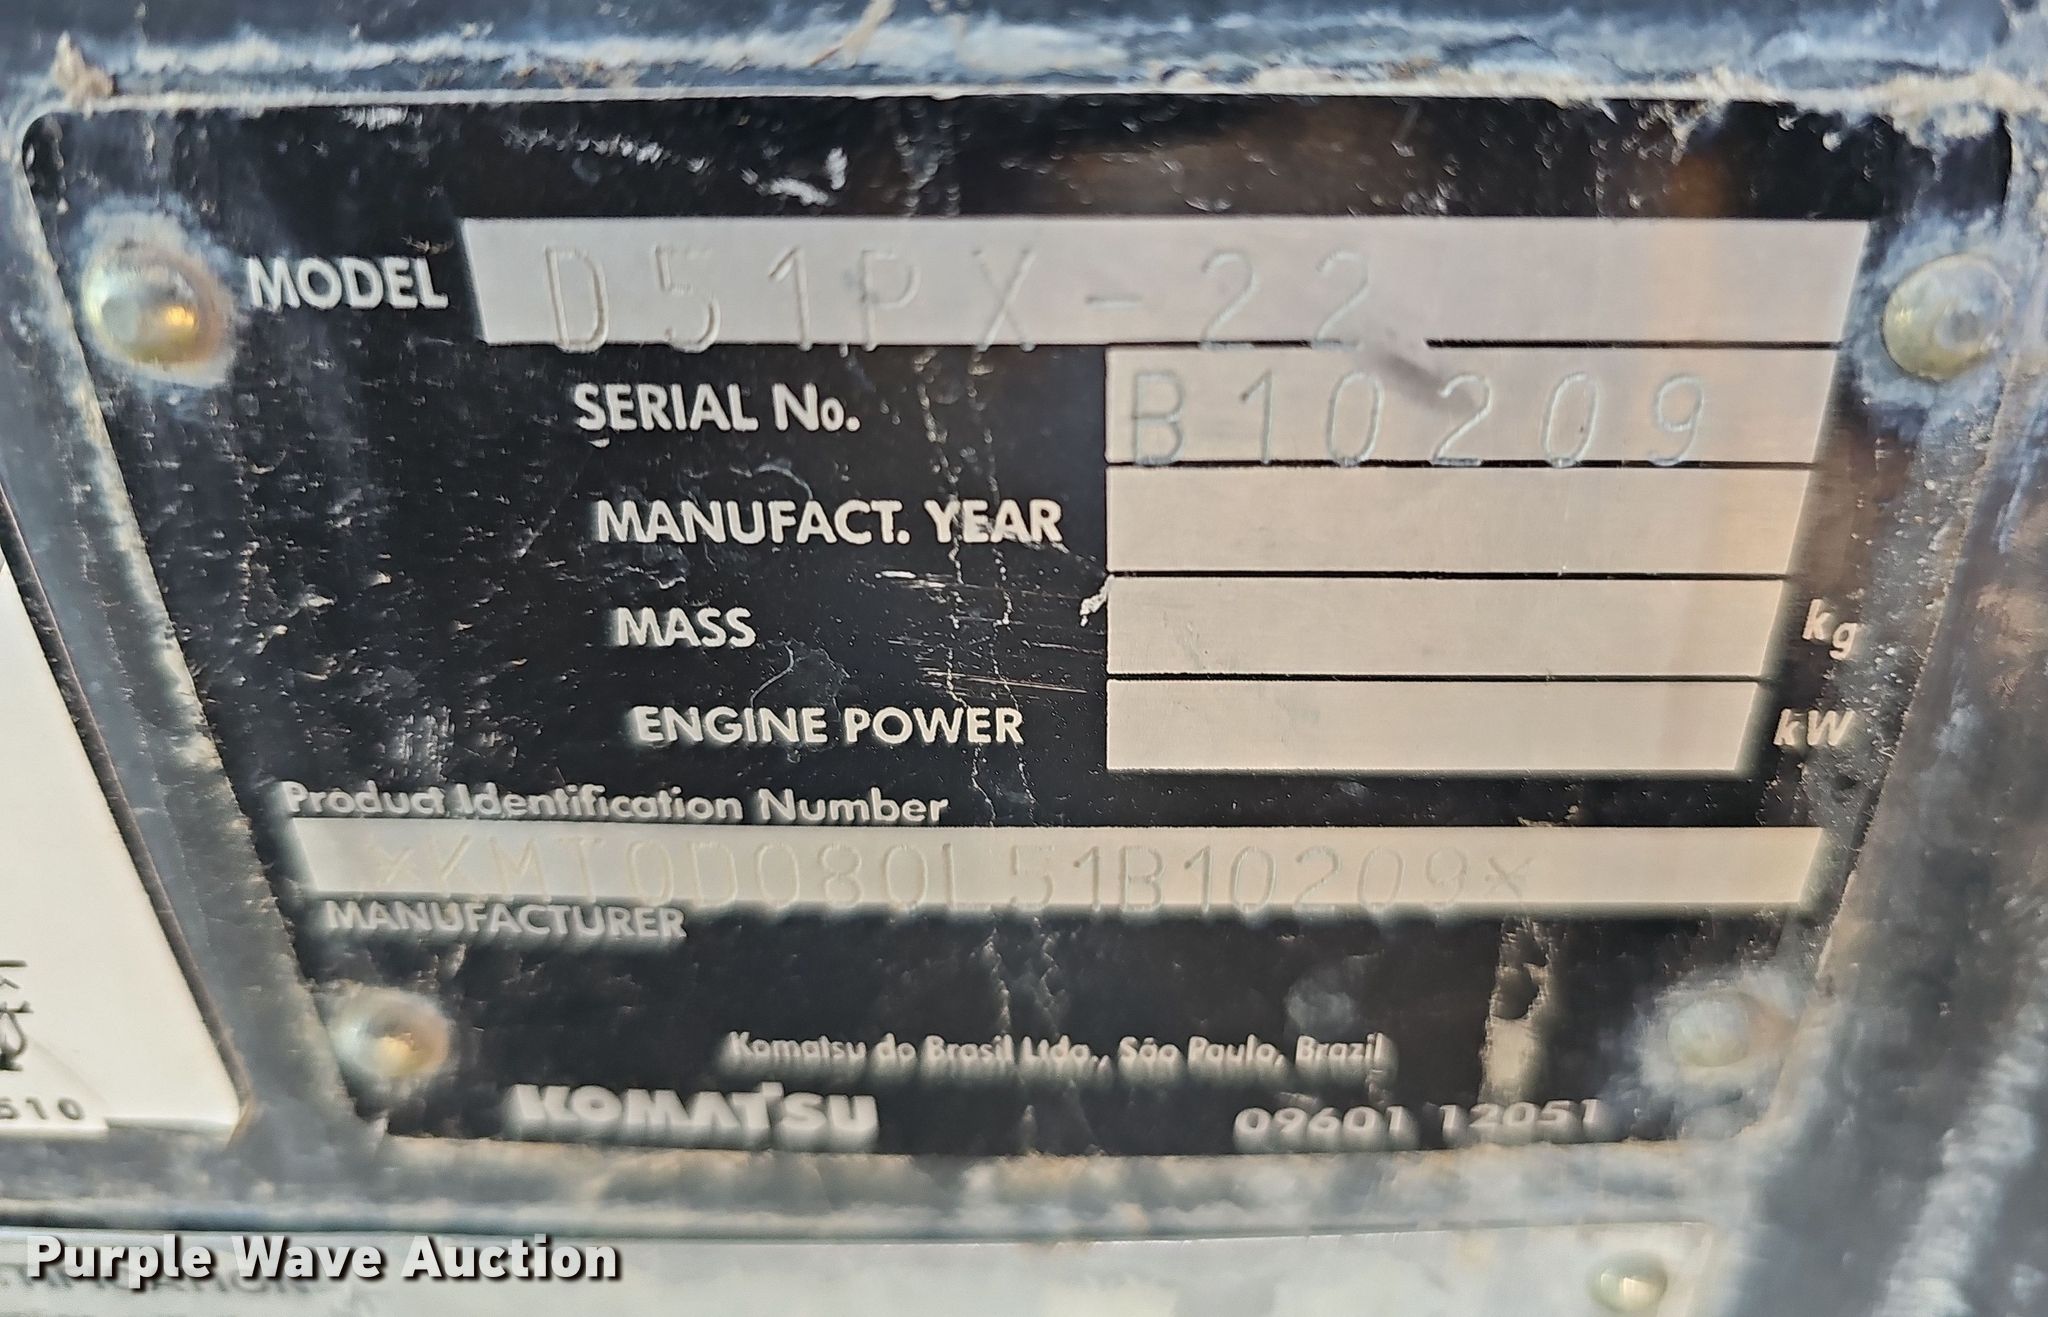 MODEL D51PX-22
SERIAL No. B10209
MANUFACT. YEAR
MASS kg
ENGINE POWER kW
Product Identification Number
*KMT0D080L51B10209*
MANUFACTURER
Komatsu do Brasil Ltda., São Paulo, Brazil
KOMATSU 09601 12051
510
Purple Wave Auction